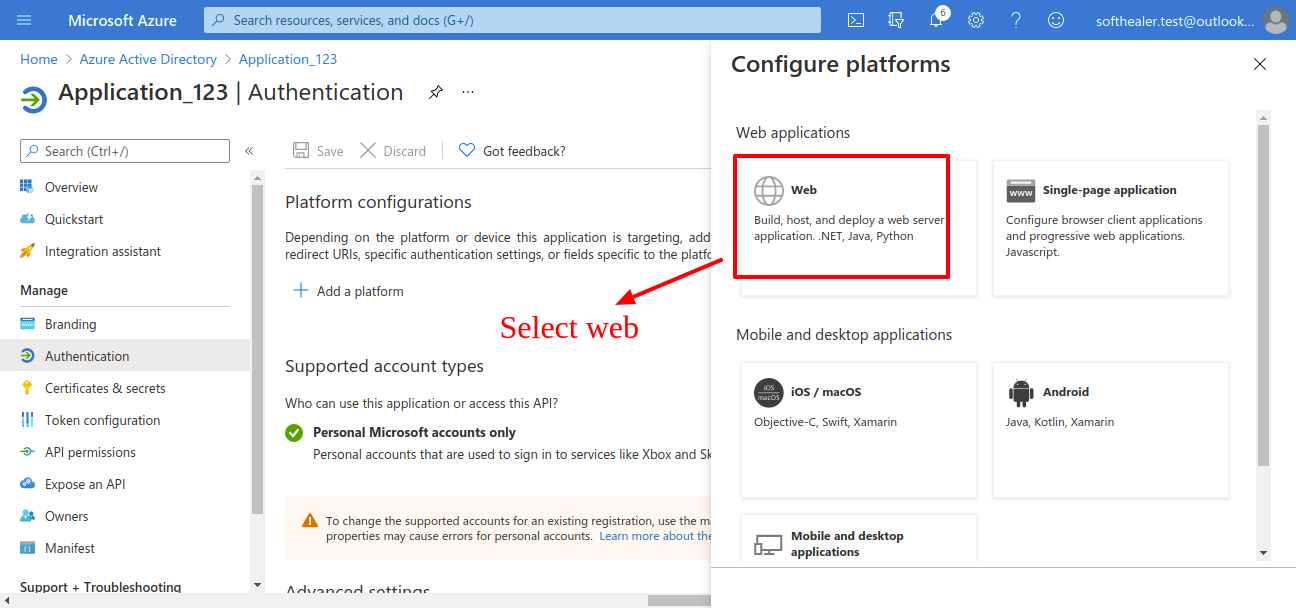 Microsoft Azure
Search resources, services, and docs (G+/)
6
softhealer.test@outlook...
Home > Azure Active Directory > Application_123
Application_123 | Authentication
...
Search (Ctrl+/)
«
Overview
Quickstart
Integration assistant
Manage
Branding
Authentication
Certificates & secrets
Token configuration
API permissions
Expose an API
Owners
Manifest
Support + Troubleshooting
Save
Discard
Got feedback?
Platform configurations
Depending on the platform or device this application is targeting, add
redirect URIs, specific authentication settings, or fields specific to the platfo
Add a platform
Select web
Supported account types
Who can use this application or access this API?
Personal Microsoft accounts only
Personal accounts that are used to sign in to services like Xbox and Sk
To change the supported accounts for an existing registration, use the ma
properties may cause errors for personal accounts. Learn more about the
Advanced settings
Configure platforms
Web applications
Web
Build, host, and deploy a web server
application. .NET, Java, Python
www
Single-page application
Configure browser client applications
and progressive web applications.
Javascript.
Mobile and desktop applications
iOS
macOS
iOS / macOS
Objective-C, Swift, Xamarin
Android
Java, Kotlin, Xamarin
Mobile and desktop
applications